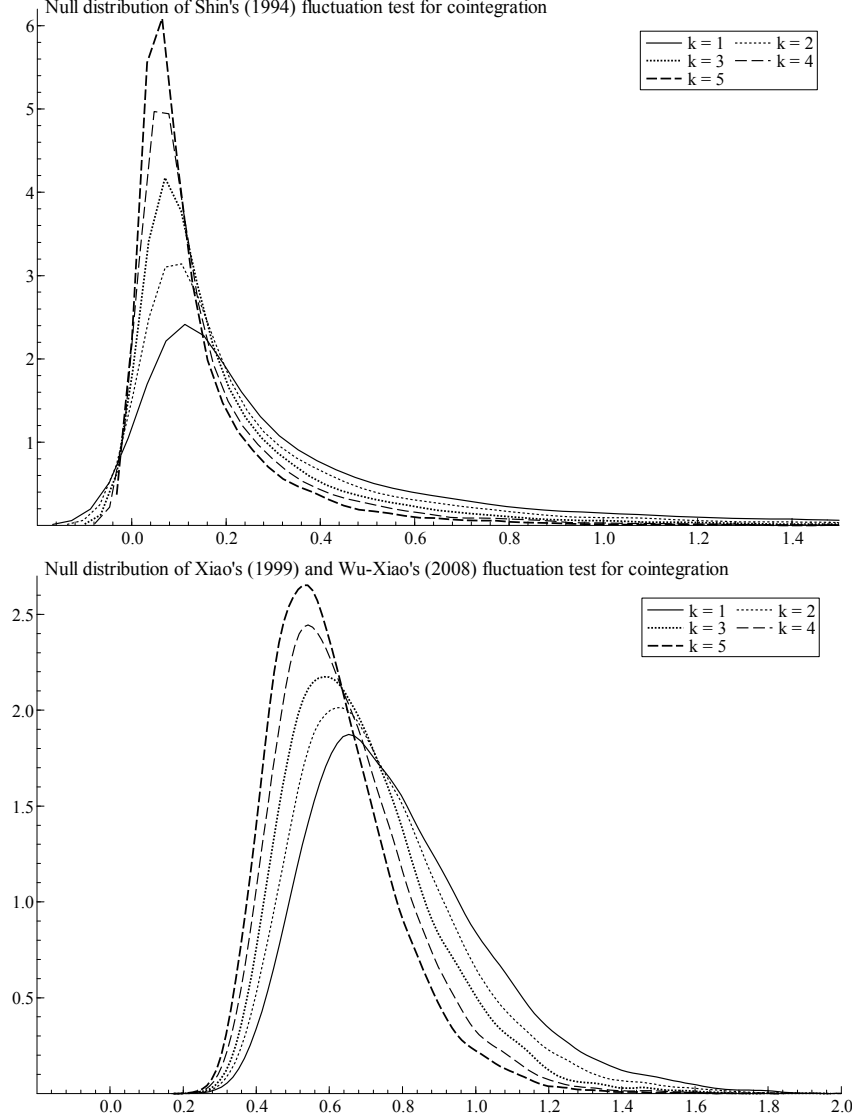 Null distribution of Shin's (1994) fluctuation test for cointegration
6
k = 1 k = 2
k = 3 k = 4
k = 5
5
4
3
2
1
0.0 0.2 0.4 0.6 0.8 1.0 1.2 1.4
Null distribution of Xiao's (1999) and Wu-Xiao's (2008) fluctuation test for cointegration
2.5
k = 1 k = 2
k = 3 k = 4
k = 5
2.0
1.5
1.0
0.5
0.0 0.2 0.4 0.6 0.8 1.0 1.2 1.4 1.6 1.8 2.0